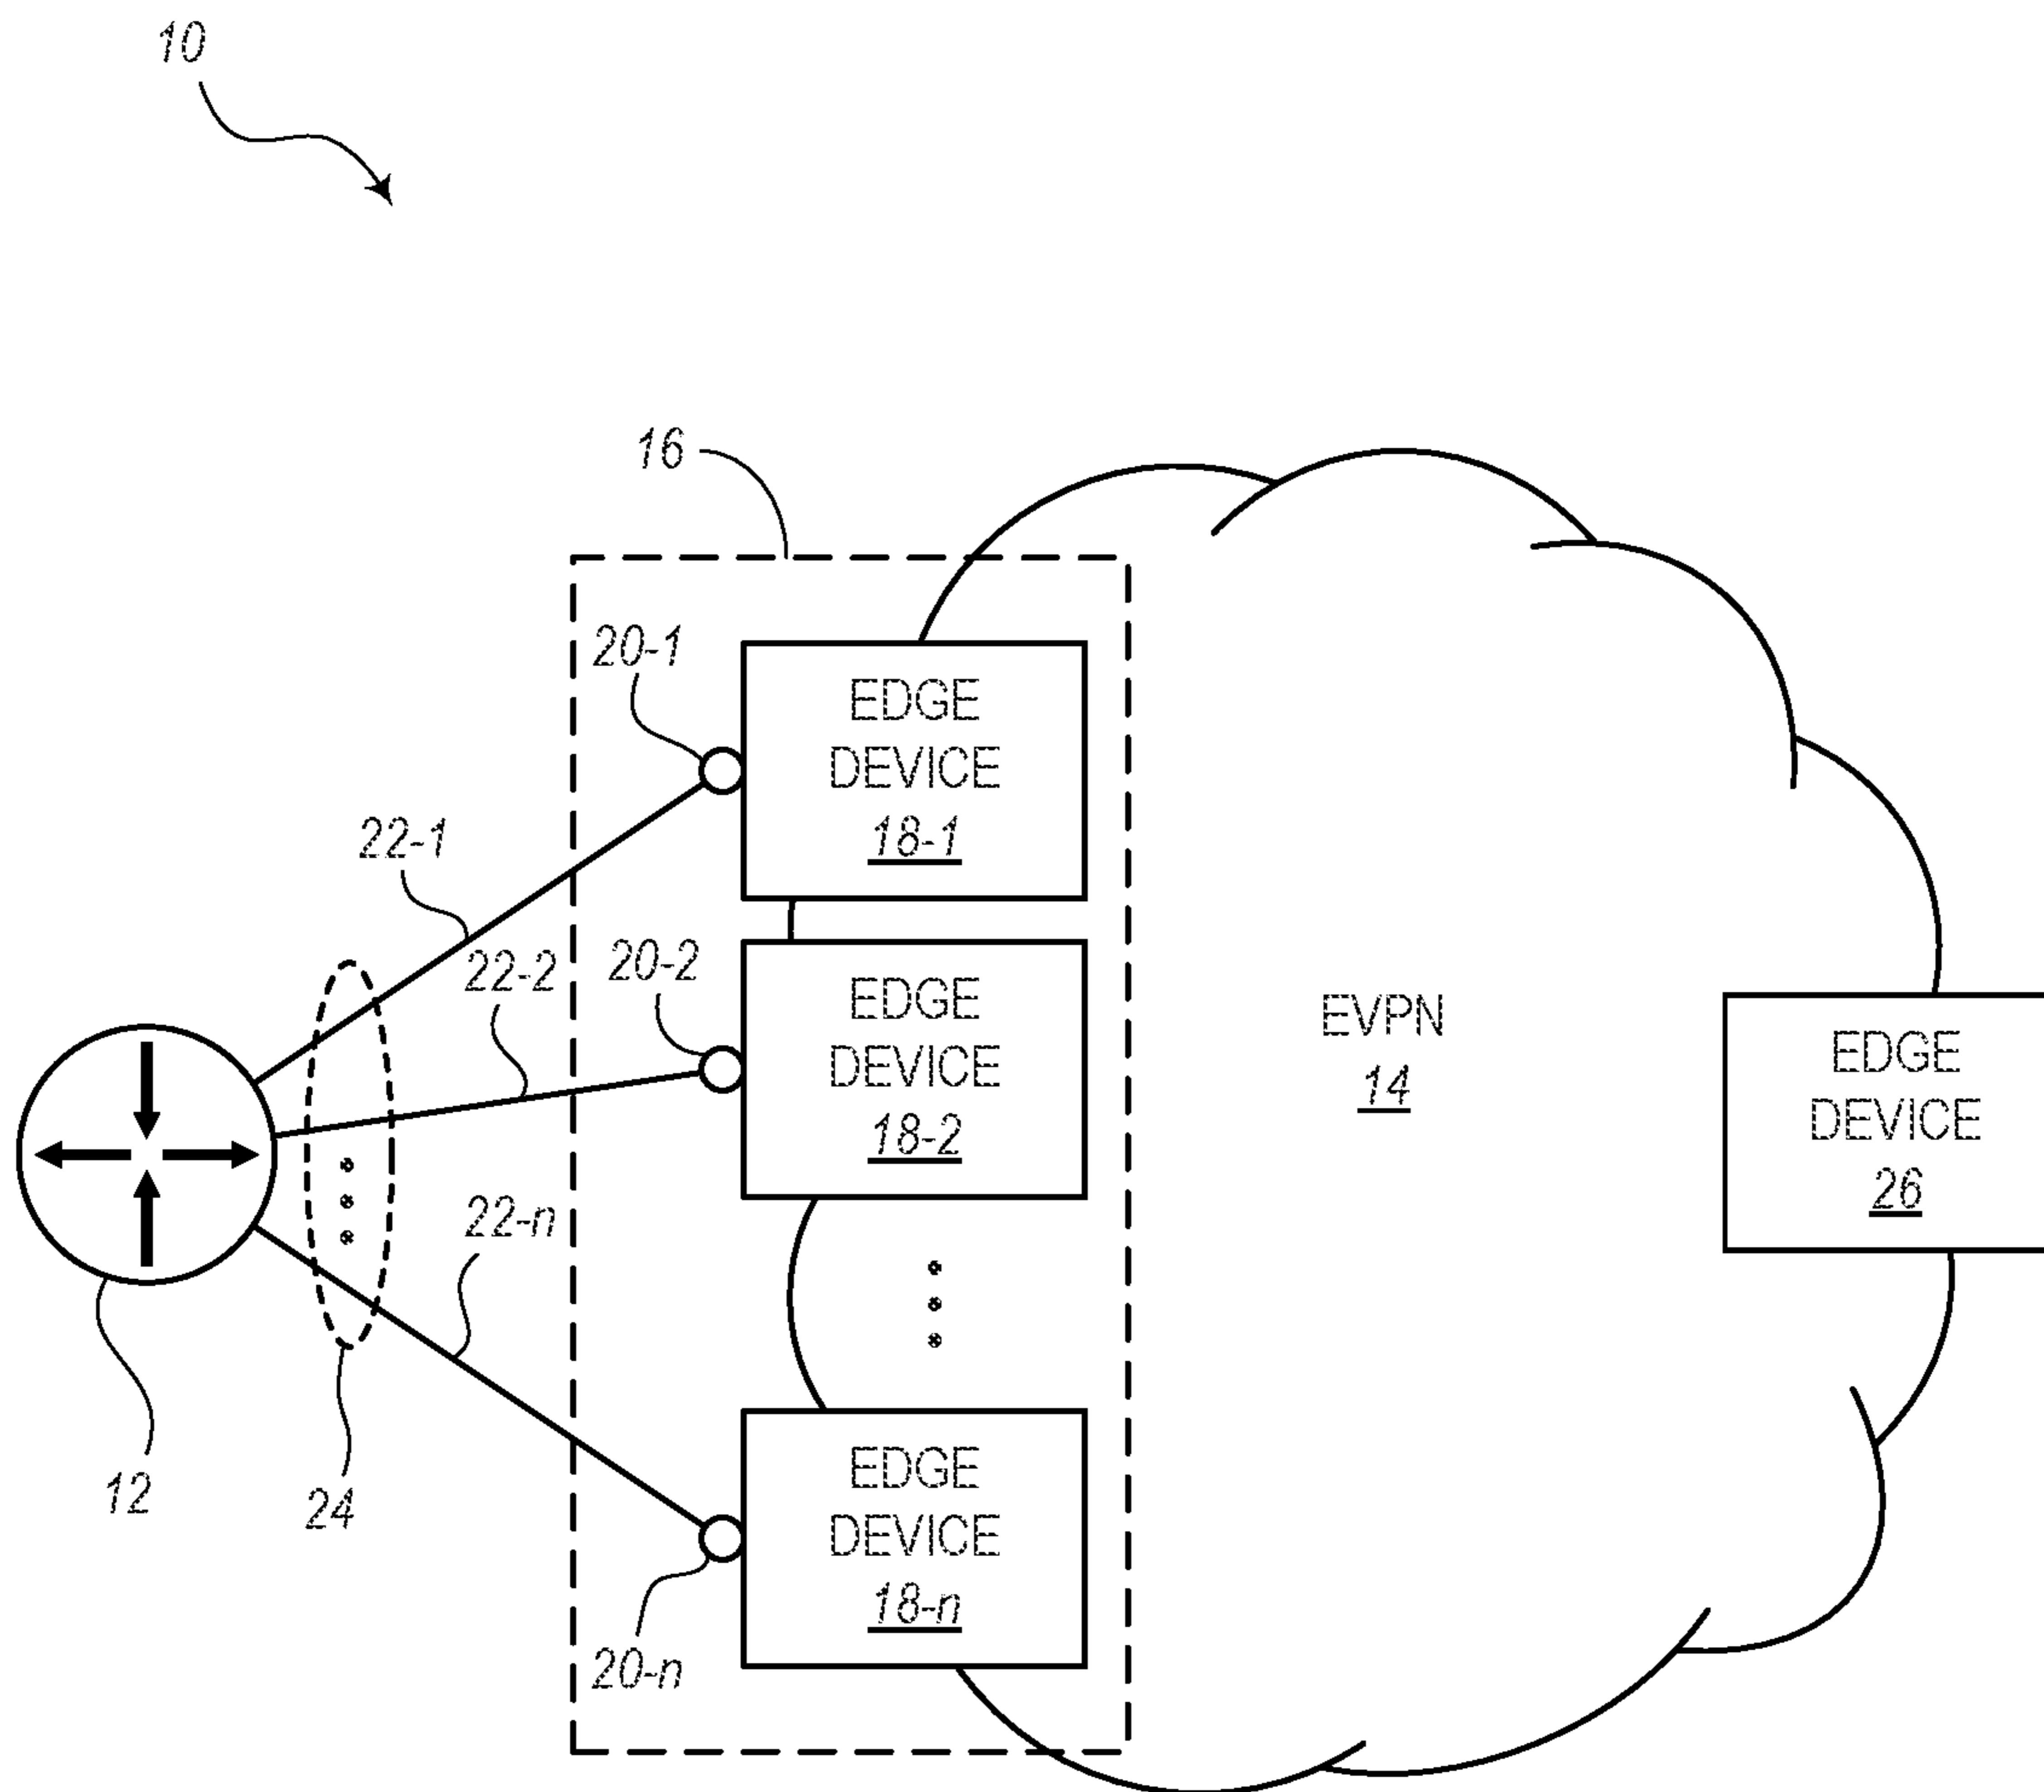 10
16
20-1
EDGE
DEVICE
18-1
22-1
22-2
20-2
EDGE
DEVICE
18-2
EVPN
14
EDGE
DEVICE
26
22-n
12
24
EDGE
DEVICE
18-n
20-n